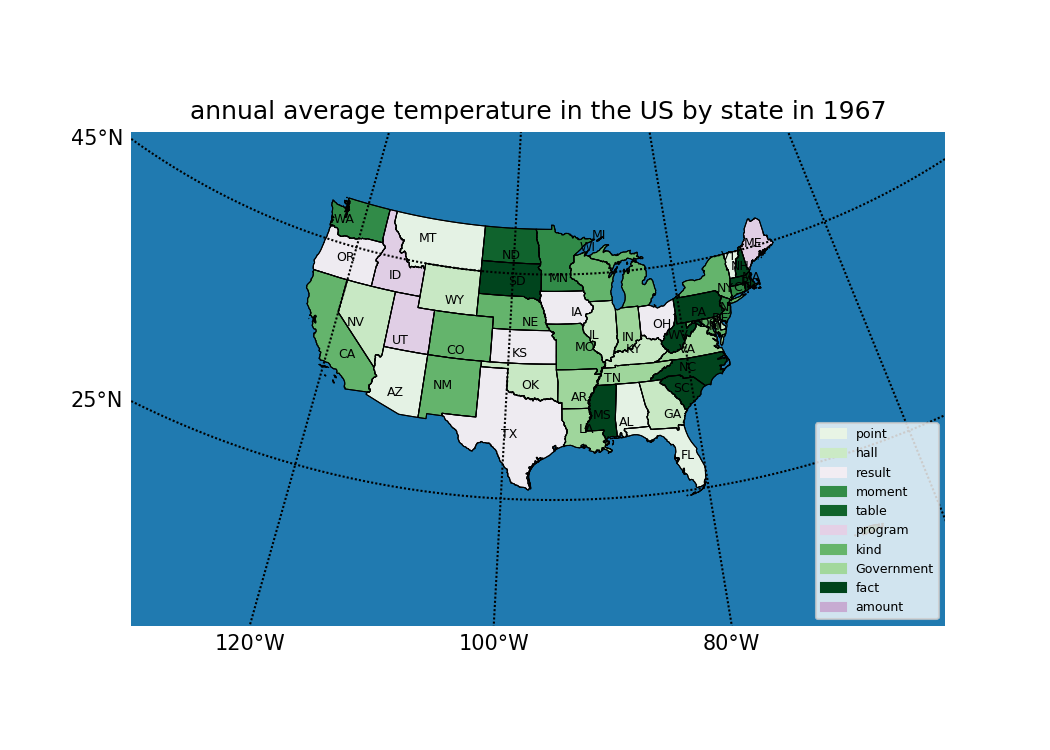 annual average temperature in the US by state in 1967
45°N
25°N
120°W
100°W
80°W
WA
MT
ND
MN
MI
WI
ME
VT
OR
ID
SD
WY
NY
NV
UT
NE
IA
PA
OH
IL
IN
CA
CO
KS
MO
KY
WV
VA
AZ
NM
OK
AR
TN
NC
SC
TX
LA
MS
AL
GA
FL
point
hall
result
moment
table
program
kind
Government
fact
amount